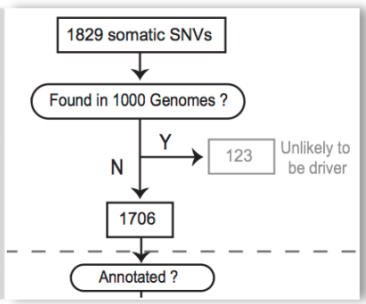 1829 somatic SNVs
Found in 1000 Genomes ?
Y
123
Unlikely to
be driver
N
1706
Annotated ?